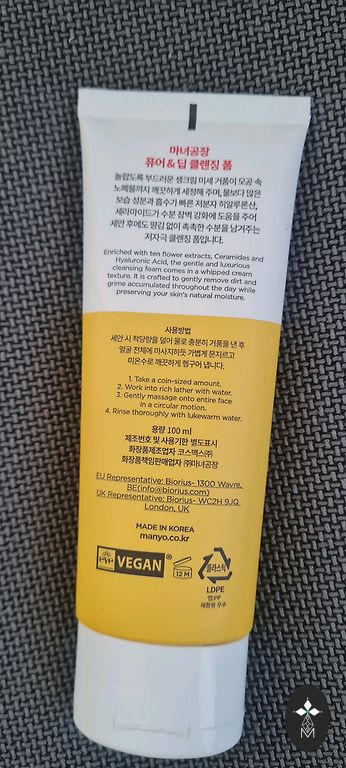 마녀공장
퓨어&딥 클렌징 폼
놀랍도록 부드러운 생크림 미세 거품이 모공 속
노폐물까지 깨끗하게 세정해 주며, 물보다 많은
보습 성분과 흡수가 빠른 저분자 히알루론산,
세라마이드가 수분 장벽 강화에 도움을 주어
세안 후에도 땅김 없이 촉촉한 수분을 남겨주는
저자극 클렌징 폼입니다.
Enriched with ten flower extracts, Ceramides and
Hyaluronic Acid, the gentle and luxurious
cleansing foam comes in a whipped cream
texture. It is crafted to gently remove dirt and
grime accumulated throughout the day while
preserving your skin's natural moisture.
사용방법
세안 시 적당량을 덜어 물로 충분히 거품을 낸 후
얼굴 전체에 마사지하듯 가볍게 문지르고
미온수로 깨끗하게 헹구어 냅니다.
1. Take a coin-sized amount.
2. Work into rich lather with water.
3. Gently massage onto entire face
in a circular motion.
4. Rinse thoroughly with lukewarm water.
용량 100 ml
제조번호 및 사용기한 별도표시
화장품제조업자 코스맥스㈜
화장품책임판매업자 ㈜마녀공장
EU Representative: Biorius- 1300 Wavre,
BE(info@biorius.com)
UK Representative: Biorius- WC2H 9JQ,
London, UK
MADE IN KOREA
manyo.co.kr
eve VEGAN®
12 M
플라스틱
LDPE
캡:PP
재활용 우수
M